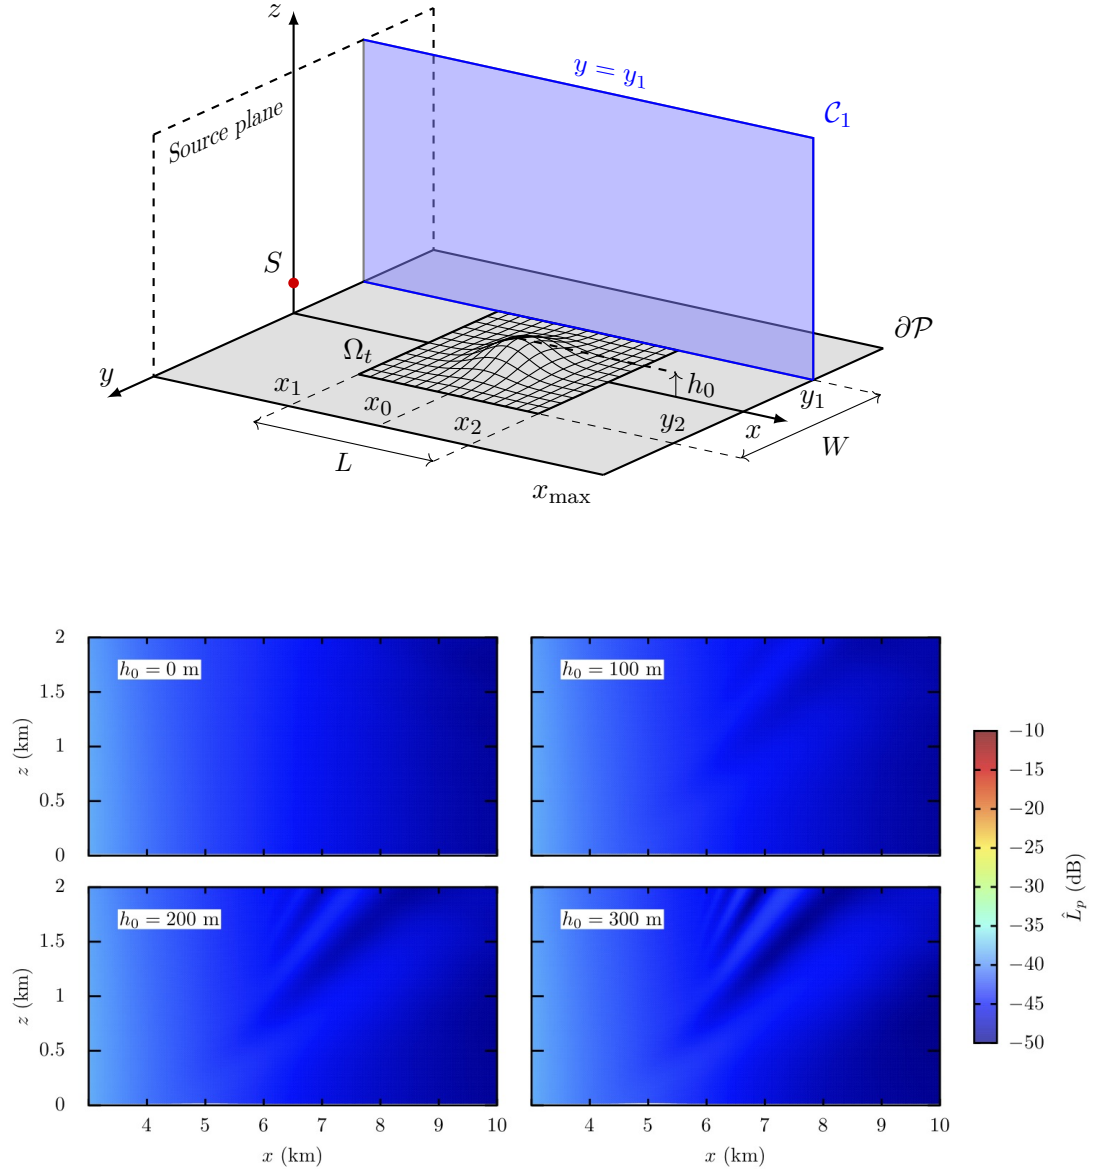 z
y = y₁
𝒞₁
Source plane
S
∂𝒫
Ωₜ
y
x₁
h₀
x₀
y₁
x₂
y₂
x
W
L
xₘₐₓ
h₀ = 0 m
h₀ = 100 m
h₀ = 200 m
h₀ = 300 m
2
1.5
1
0.5
0
z (km)
2
1.5
1
0.5
0
z (km)
4 5 6 7 8 9 10
x (km)
4 5 6 7 8 9 10
x (km)
−10
−15
−20
−25
−30
−35
−40
−45
−50
L̂ₚ (dB)